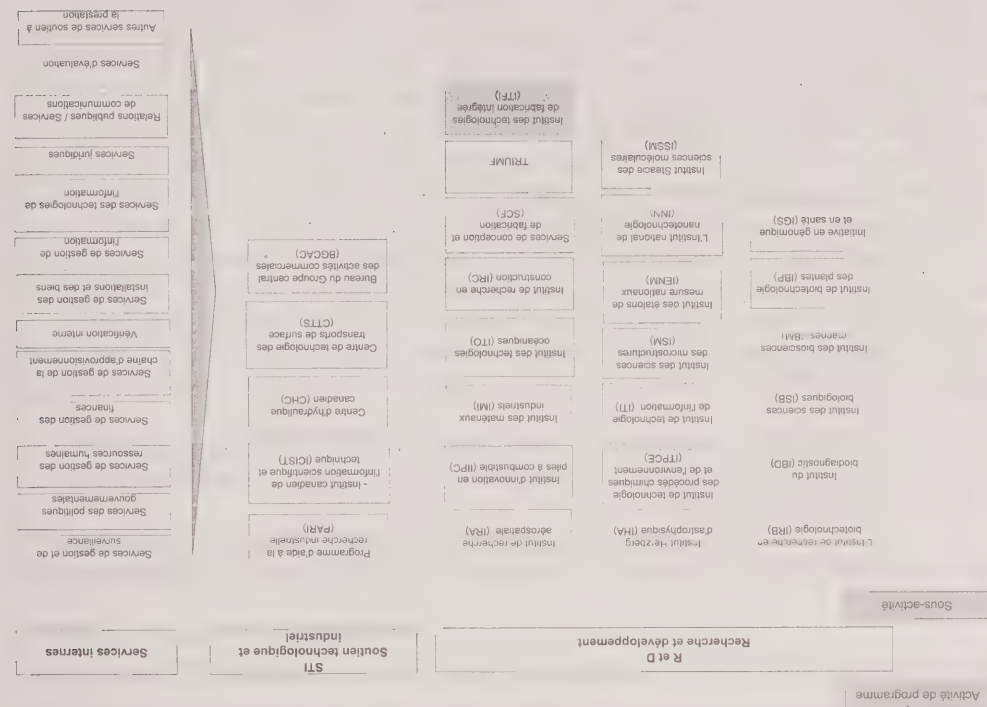 Activité de programme
R et D
Recherche et développement
STI
Soutien technologique et
industriel
Services internes
Sous-activité
L'Institut de recherche en
biotechnologie (IRB)
Institut du
biodiagnostic (IBD)
Institut des sciences
biologiques (ISB)
Institut des biosciences
marines (IBM)
Institut de biotechnologie
des plantes (IBP)
Initiative en génomique
et en santé (IGS)
Institut Herzberg
d'astrophysique (IHA)
Institut de technologie
des procédés chimiques
et de l'environnement
(ITPCE)
Institut de technologie
de l'information (ITI)
Institut des sciences
des microstructures
(ISM)
Institut des étalons de
mesure nationaux
(IENM)
L'Institut national de
nanotechnologie
(INN)
Institut Steacie des
sciences moléculaires
(ISSM)
Institut de recherche
aérospatiale (IRA)
Institut d'innovation en
piles à combustible (IIPC)
Institut des matériaux
industriels (IMI)
Institut des technologies
océaniques (ITO)
Institut de recherche en
construction (IRC)
Services de conception et
de fabrication
(SCF)
TRIUMF
Institut des technologies
de fabrication intégrée
(ITFI)
Programme d'aide à la
recherche industrielle
(PARI)
- Institut canadien de
l'information scientifique et
technique (ICIST)
Centre d'hydraulique
canadien (CHC)
Centre de technologie des
transports de surface
(CTTS)
Bureau du Groupe central
des activités commerciales
(BGCAC)
Services de gestion et de
surveillance
Services des politiques
gouvernementales
Services de gestion des
ressources humaines
Services de gestion des
finances
Services de gestion de la
chaîne d'approvisionnement
Vérification interne
Services de gestion des
installations et des biens
Services de gestion de
l'information
Services des technologies de
l'information
Services juridiques
Relations publiques / Services
de communications
Services d'évaluation
Autres services de soutien à
la prestation